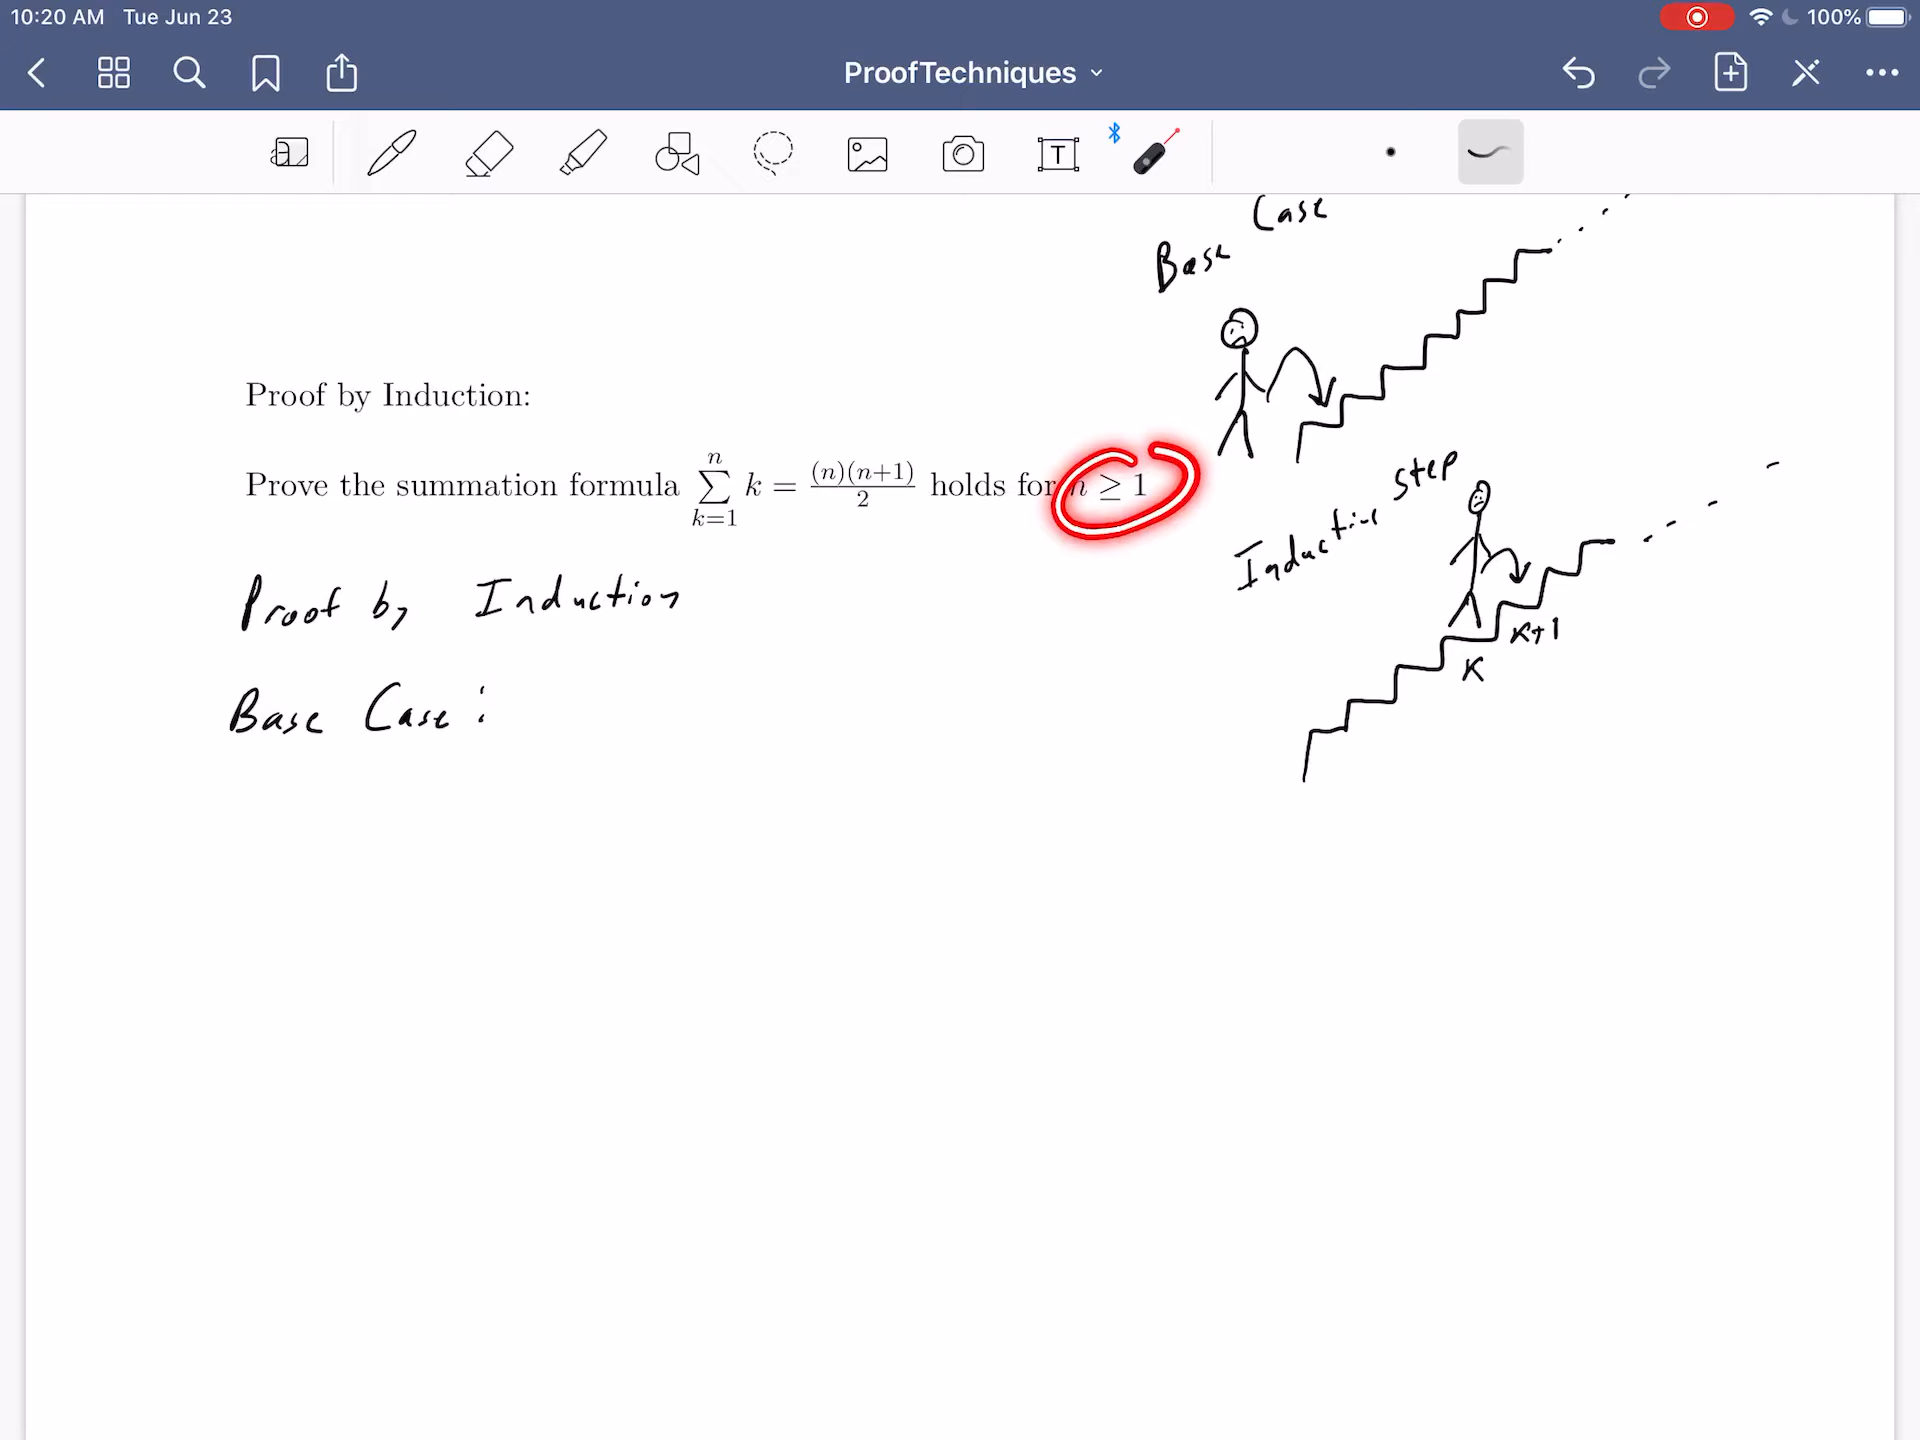 10:20 AM Tue Jun 23 100%
ProofTechniques
a T
Case
Base
Proof by Induction:
Prove the summation formula \sum_{k=1}^{n} k = \frac{(n)(n+1)}{2} holds for n ≥ 1
Inductive step
Proof by Induction
K+1
K
Base Case: